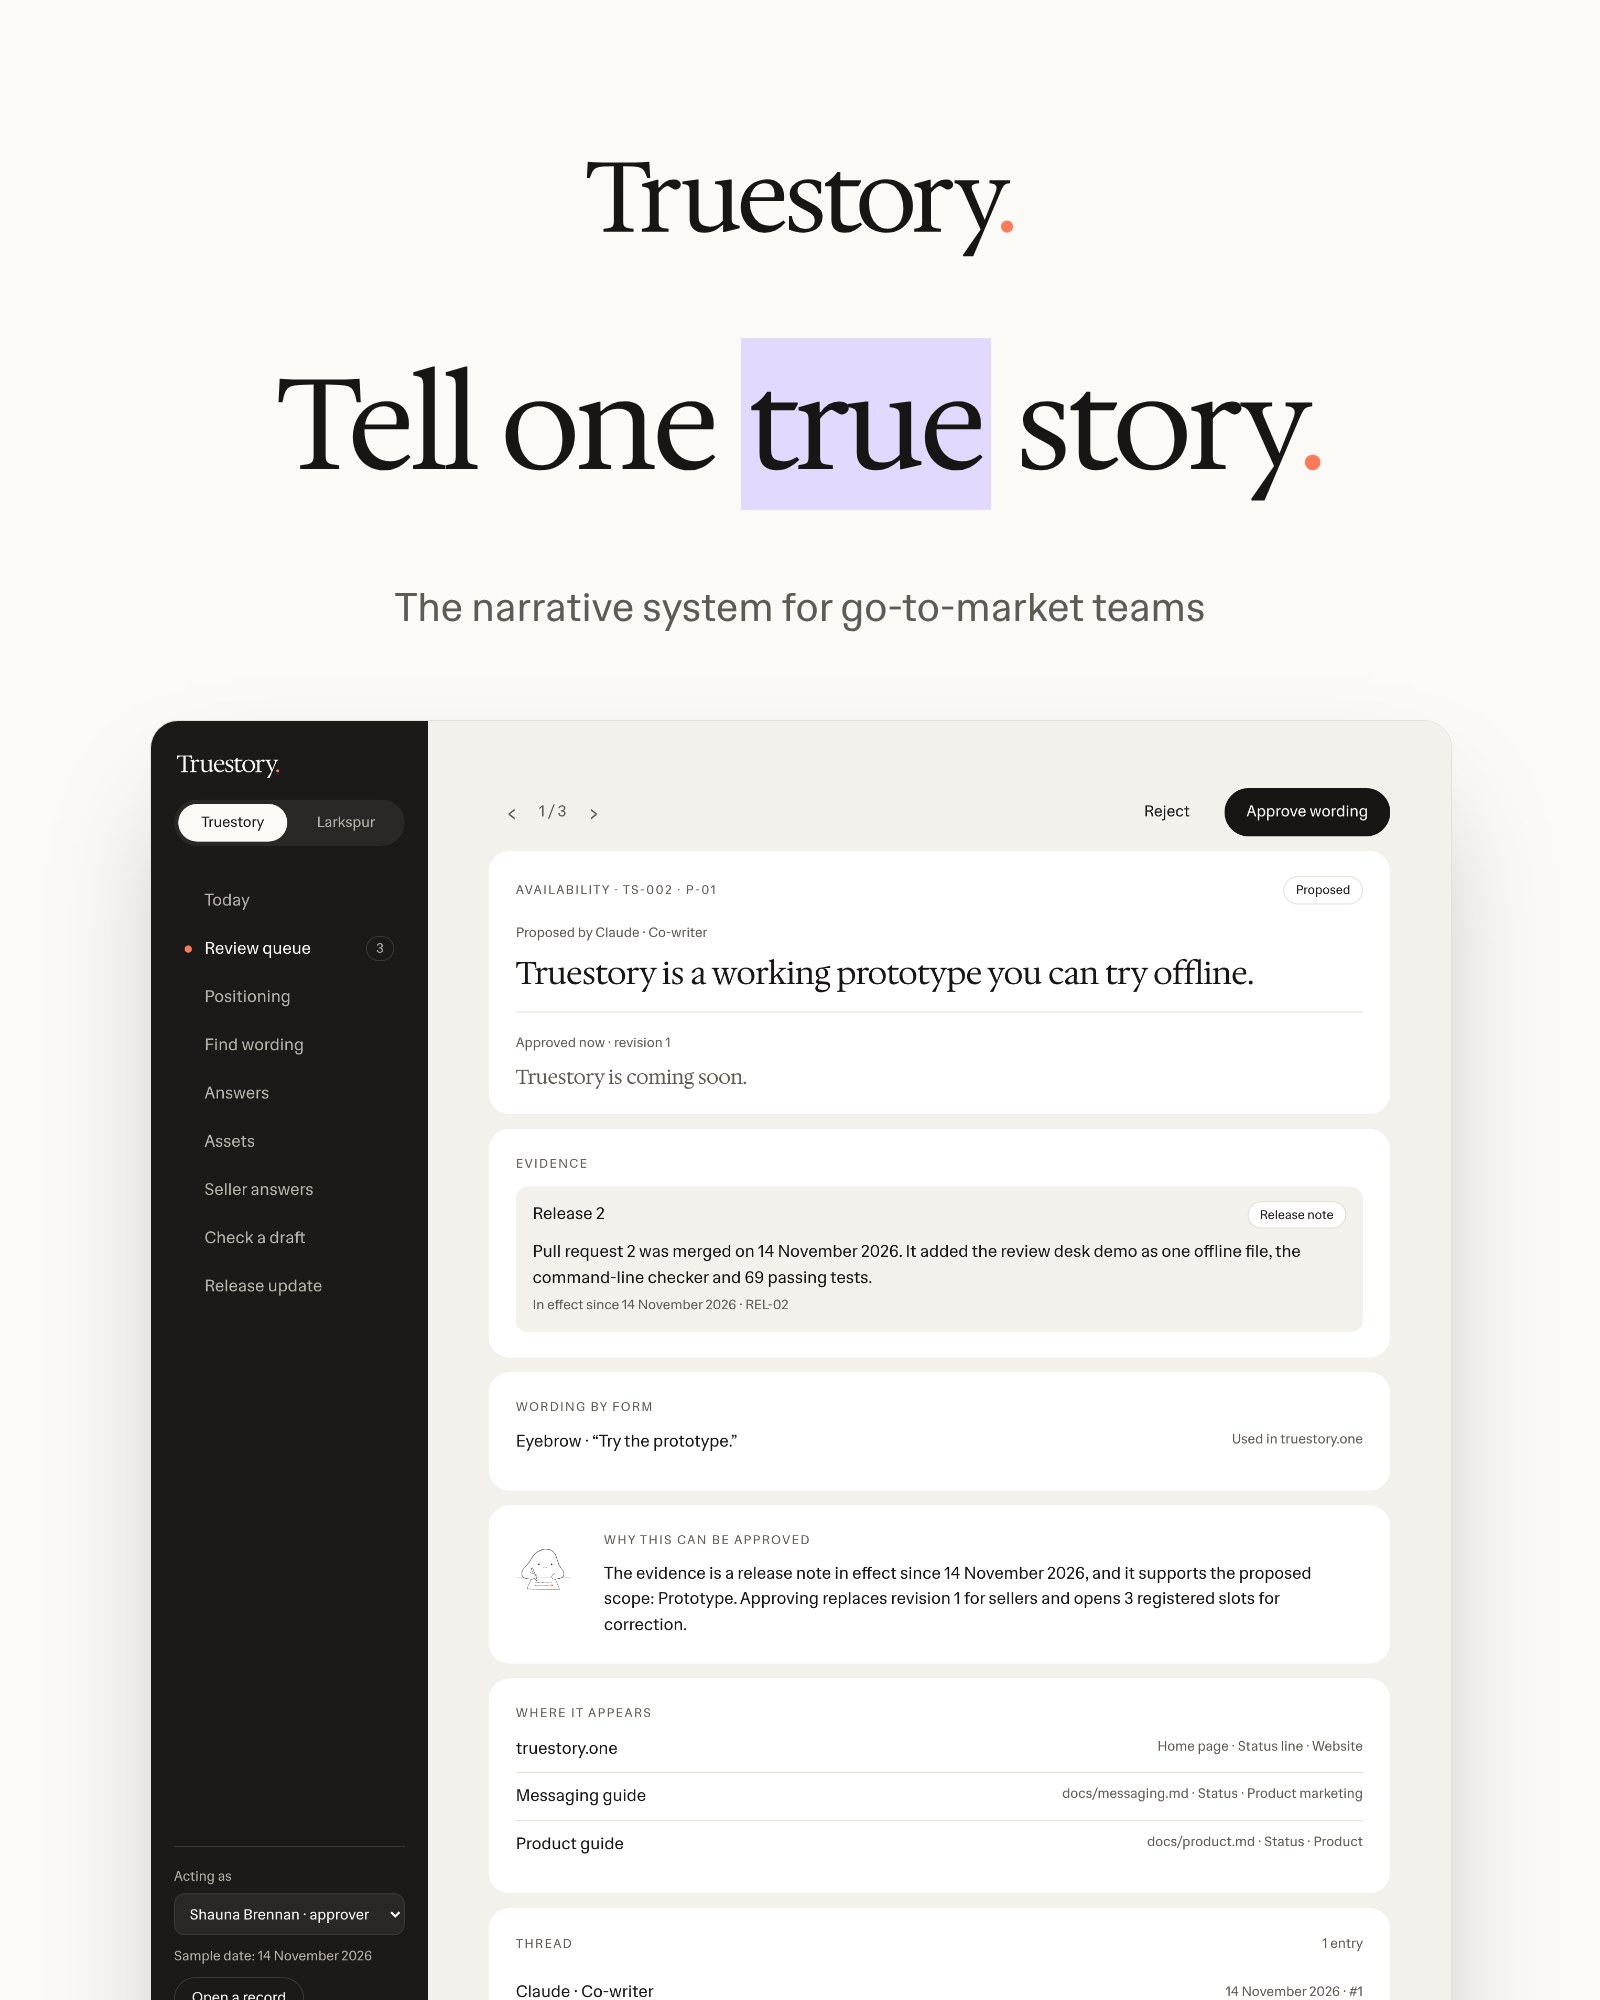 Truestory.
Tell one true story.
The narrative system for go-to-market teams
Truestory.
Truestory
Larkspur
Today
Review queue
3
Positioning
Find wording
Answers
Assets
Seller answers
Check a draft
Release update
Acting as
Shauna Brennan · approver
Sample date: 14 November 2026
Open a record
1 / 3
Reject
Approve wording
AVAILABILITY · TS-002 · P-01
Proposed
Proposed by Claude · Co-writer
Truestory is a working prototype you can try offline.
Approved now · revision 1
Truestory is coming soon.
EVIDENCE
Release 2
Release note
Pull request 2 was merged on 14 November 2026. It added the review desk demo as one offline file, the
command-line checker and 69 passing tests.
In effect since 14 November 2026 · REL-02
WORDING BY FORM
Eyebrow · “Try the prototype.”
Used in truestory.one
WHY THIS CAN BE APPROVED
The evidence is a release note in effect since 14 November 2026, and it supports the proposed
scope: Prototype. Approving replaces revision 1 for sellers and opens 3 registered slots for
correction.
WHERE IT APPEARS
truestory.one
Home page · Status line · Website
Messaging guide
docs/messaging.md · Status · Product marketing
Product guide
docs/product.md · Status · Product
THREAD
1 entry
Claude · Co-writer
14 November 2026 · #1